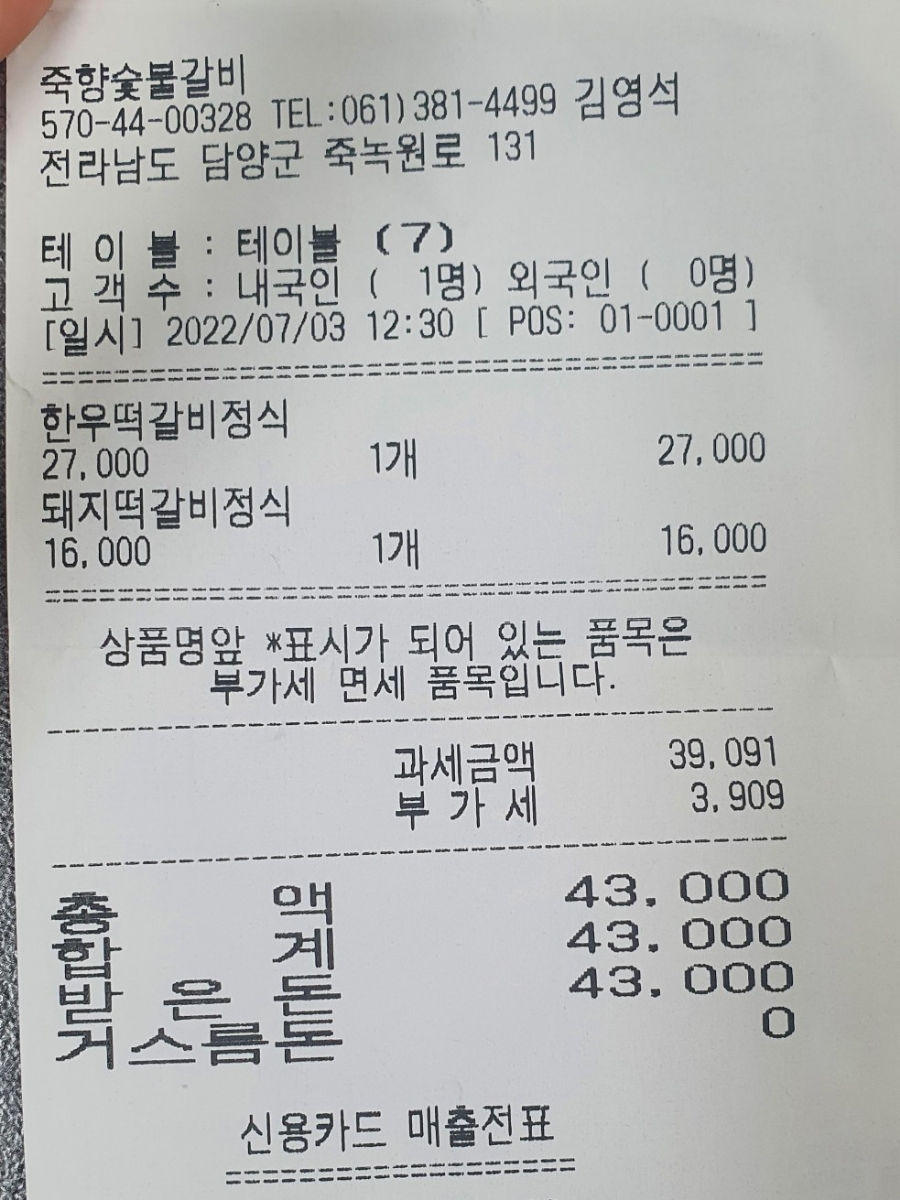 죽향숯불갈비
570-44-00328 TEL:061)381-4499 김영석
전라남도 담양군 죽녹원로 131
테 이 블 : 테이블 (7)
고 객 수 : 내국인 ( 1명) 외국인 ( 0명)
[일시] 2022/07/03 12:30 [ POS: 01-0001 ]
한우떡갈비정식
27,000 1개 27,000
돼지떡갈비정식
16,000 1개 16,000
상품명앞 *표시가 되어 있는 품목은
부가세 면세 품목입니다.
과세금액 39,091
부 가 세 3,909
총 액 43,000
합 계 43,000
받 은 돈 43,000
거스름돈 0
신용카드 매출전표